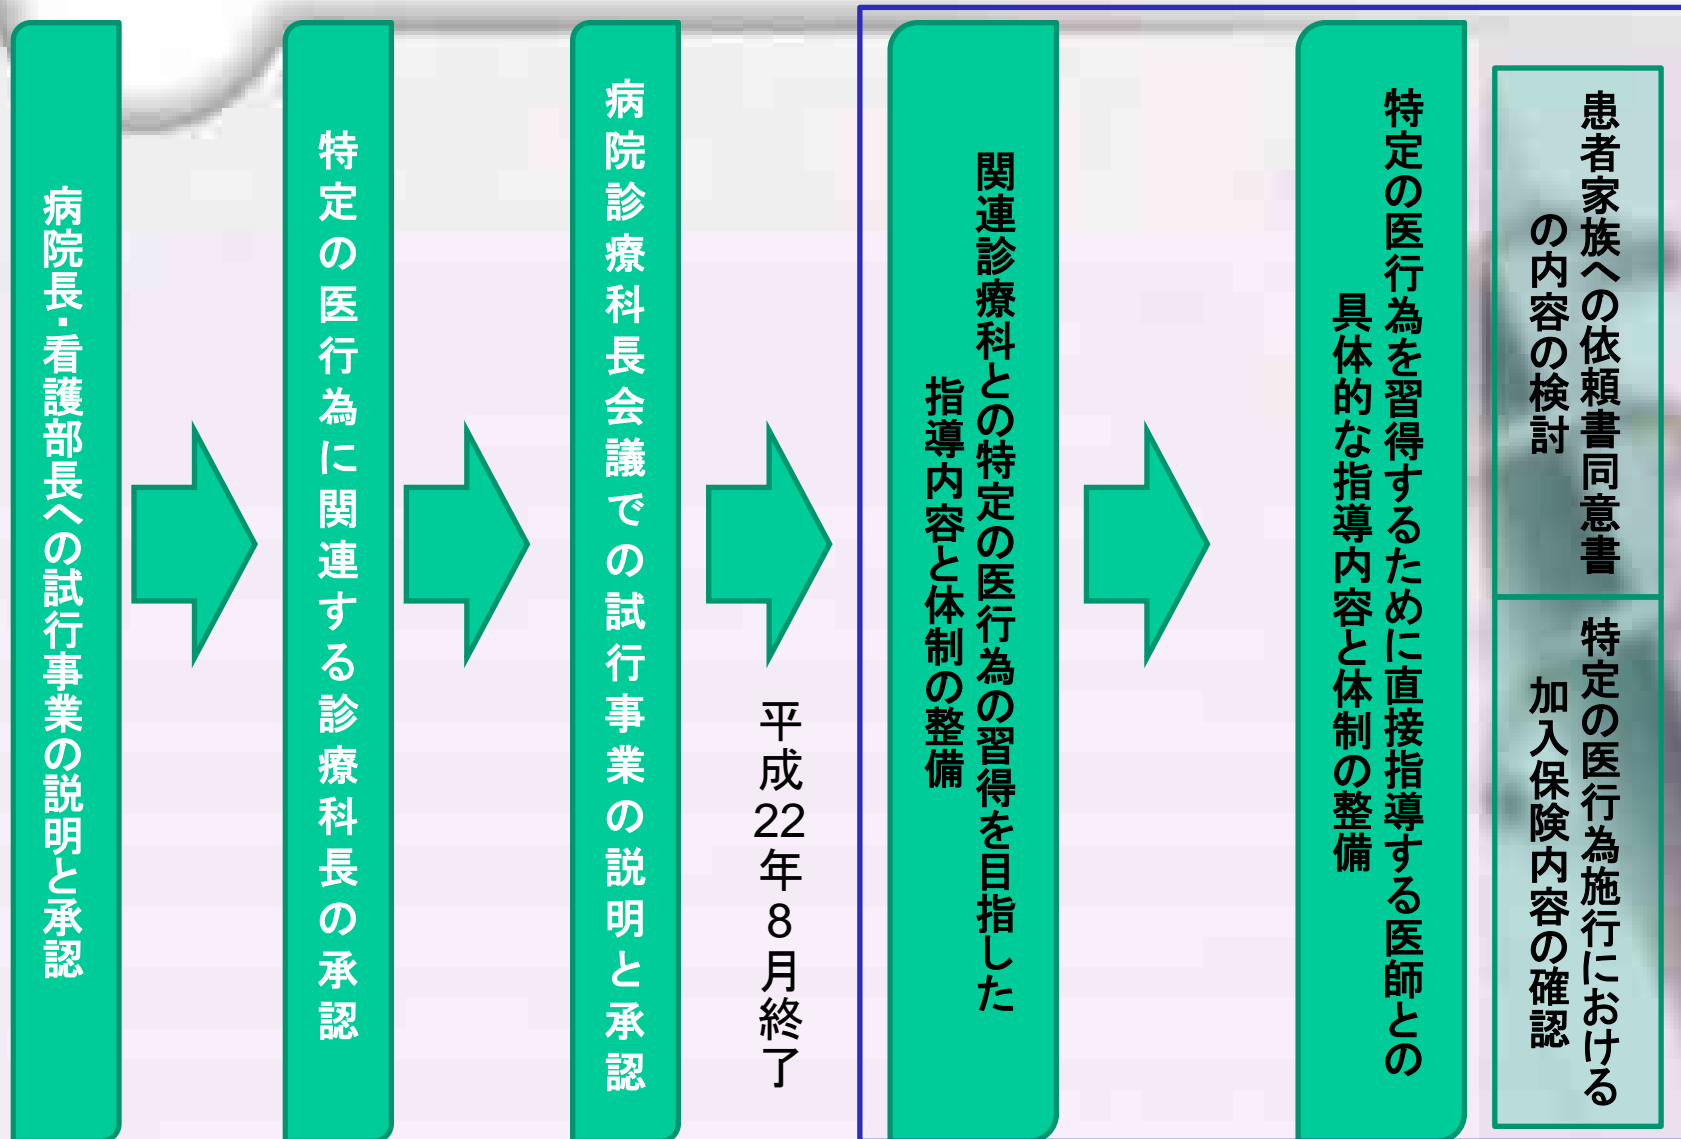 病院長・看護部長への試行事業の説明と承認
特定の医行為に関連する診療科長の承認
病院診療科長会議での試行事業の説明と承認
平成22年8月終了
関連診療科との特定の医行為の習得を目指した
指導内容と体制の整備
特定の医行為を習得するために直接指導する医師との
具体的な指導内容と体制の整備
患者家族への依頼書同意書
の内容の検討
特定の医行為施行における
加入保険内容の確認